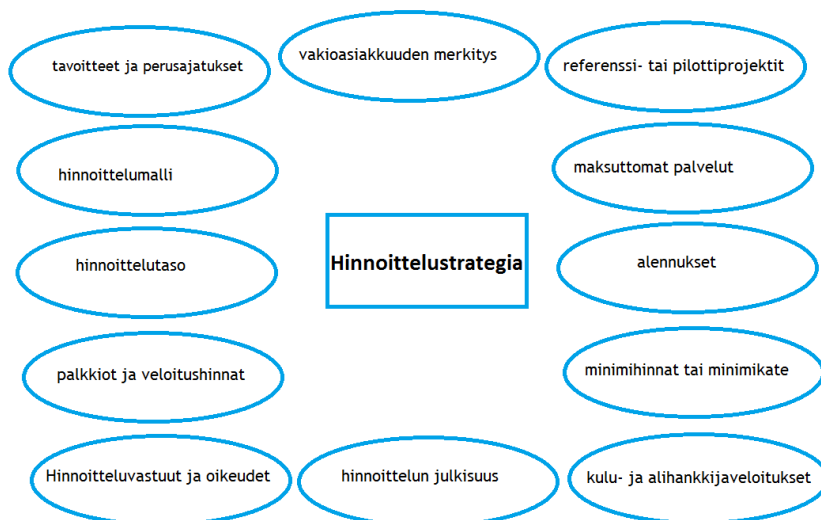 tavoitteet ja perusajatukset
vakioasiakkuuden merkitys
referenssi- tai pilottiprojektit
hinnoittelumalli
maksuttomat palvelut
hinnoittelutaso
Hinnoittelustrategia
alennukset
palkkiot ja veloitushinnat
minimihinnat tai minimikate
Hinnoitteluvastuut ja oikeudet
hinnoittelun julkisuus
kulu- ja alihankkijaveloitukset